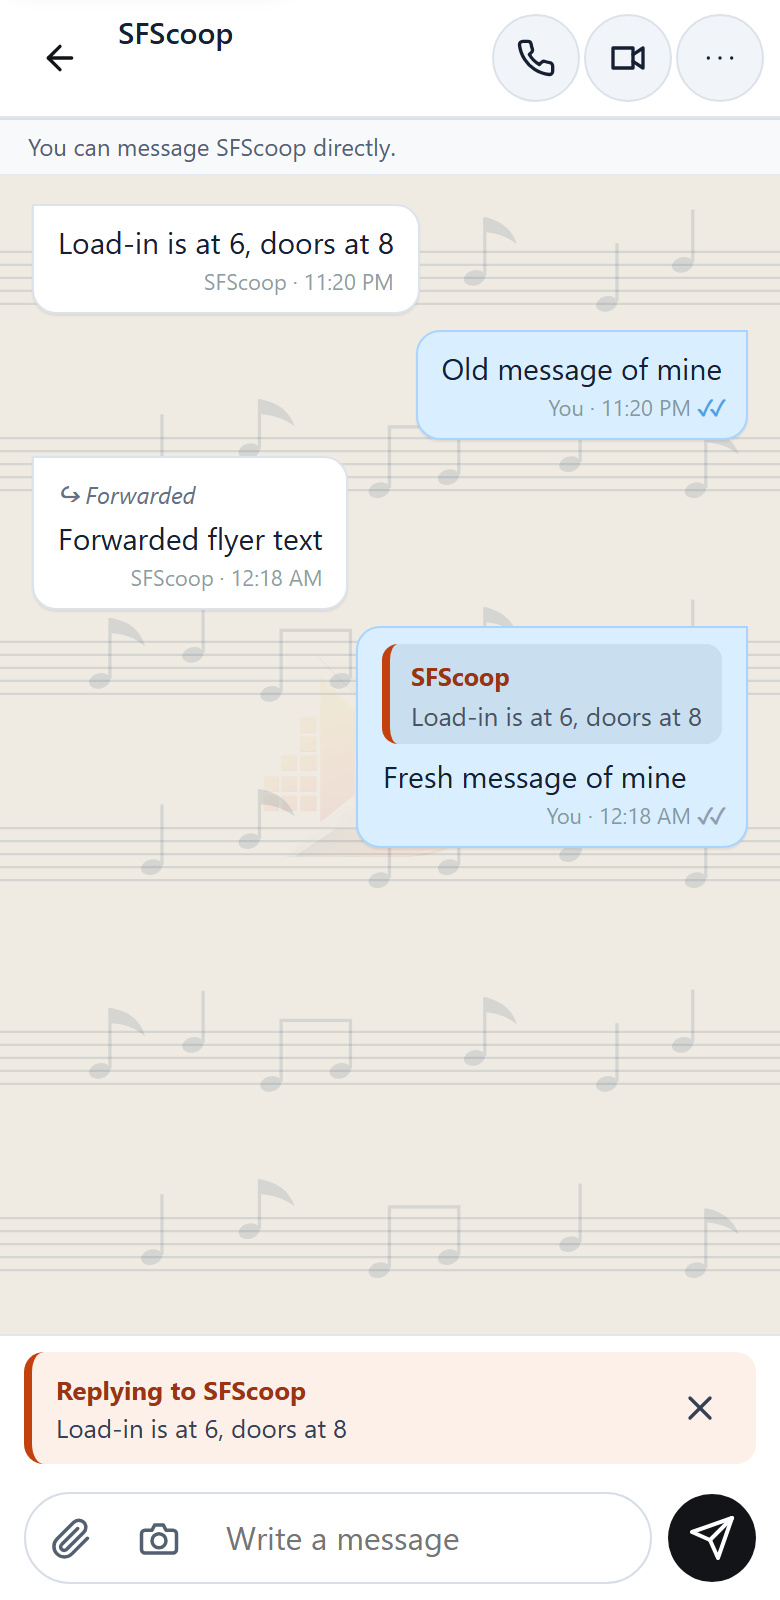 SFScoop
You can message SFScoop directly.
Load-in is at 6, doors at 8
SFScoop · 11:20 PM
Old message of mine
You · 11:20 PM
Forwarded
Forwarded flyer text
SFScoop · 12:18 AM
SFScoop
Load-in is at 6, doors at 8
Fresh message of mine
You · 12:18 AM
Replying to SFScoop
Load-in is at 6, doors at 8
Write a message